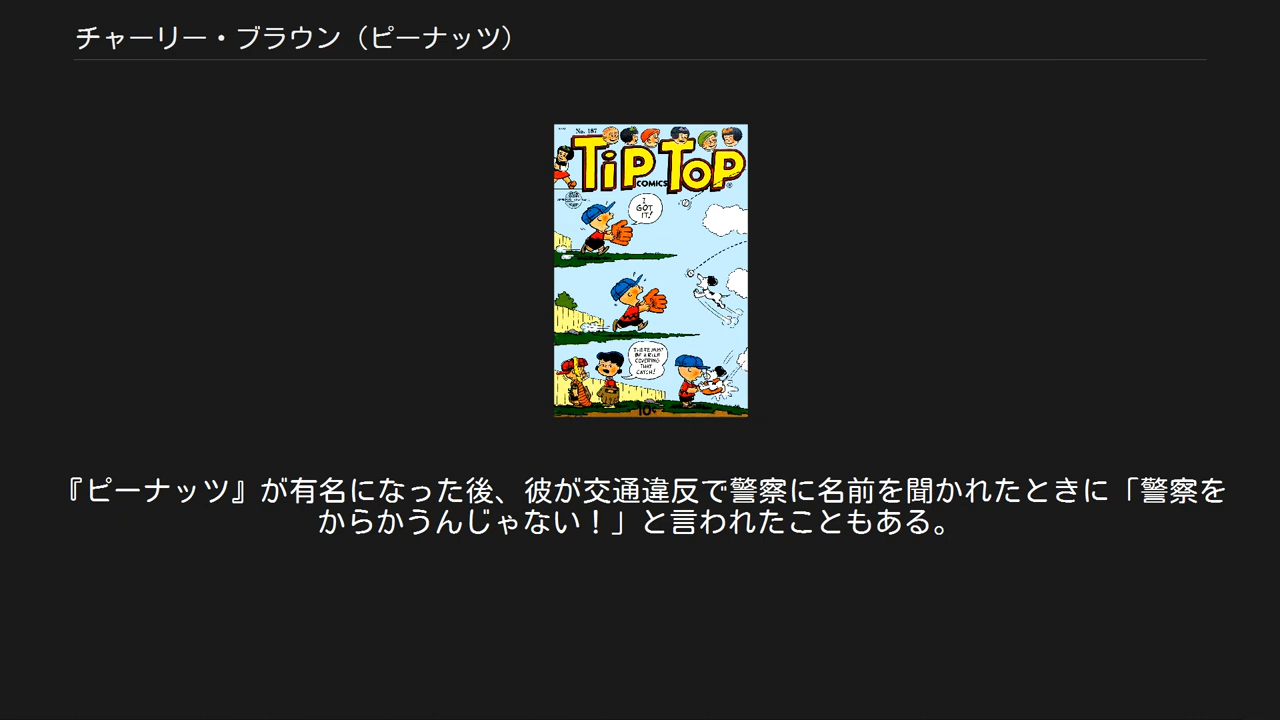 チャーリー・ブラウン（ピーナッツ）
No. 187
TIP TOP
COMICS
I
GOT
IT!
THERE MUST
BE A RULE
COVERING
THAT
CATCH!
10¢
『ピーナッツ』が有名になった後、彼が交通違反で警察に名前を聞かれたときに「警察を
からかうんじゃない！」と言われたこともある。